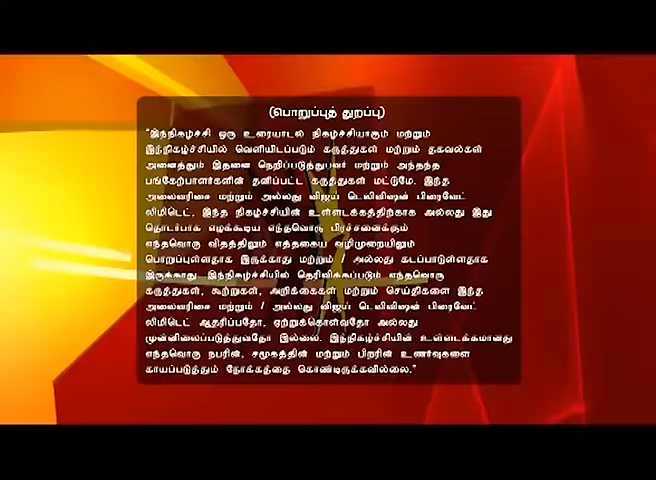 (பொறுப்புத் துறப்பு)
"இந்நிகழ்ச்சி ஒரு உரையாடல் நிகழ்ச்சியாகும் மற்றும்
இந்நிகழ்ச்சியில் வெளியிடப்படும் கருத்துகள் மற்றும் தகவல்கள்
அனைத்தும் இதனை நெறிப்படுத்துபவர் மற்றும் அந்தந்த
பங்கேற்பாளர்களின் தனிப்பட்ட கருத்துகள் மட்டுமே. இந்த
அலைவரிசை மற்றும் அல்லது விஜய் டெலிவிஷன் பிரைவேட்
லிமிடெட், இந்த நிகழ்ச்சியின் உள்ளடக்கத்திற்காக அல்லது இது
தொடர்பாக எழக்கூடிய எந்தவொரு பிரச்சனைக்கும்
எந்தவொரு விதத்திலும் எத்தகைய வழிமுறையிலும்
பொறுப்புள்ளதாக இருக்காது மற்றும் / அல்லது கடப்பாடுள்ளதாக
இருக்காது. இந்நிகழ்ச்சியில் தெரிவிக்கப்படும் எந்தவொரு
கருத்துகள், கூற்றுகள், அறிக்கைகள் மற்றும் செய்திகளை இந்த
அலைவரிசை மற்றும் / அல்லது விஜய் டெலிவிஷன் பிரைவேட்
லிமிடெட் ஆதரிப்பதோ, ஏற்றுக்கொள்வதோ அல்லது
முன்னிலைப்படுத்துவதோ இல்லை. இந்நிகழ்ச்சியின் உள்ளடக்கமானது
எந்தவொரு நபரின், சமூகத்தின் மற்றும் பிறரின் உணர்வுகளை
காயப்படுத்தும் நோக்கத்தை கொண்டிருக்கவில்லை."